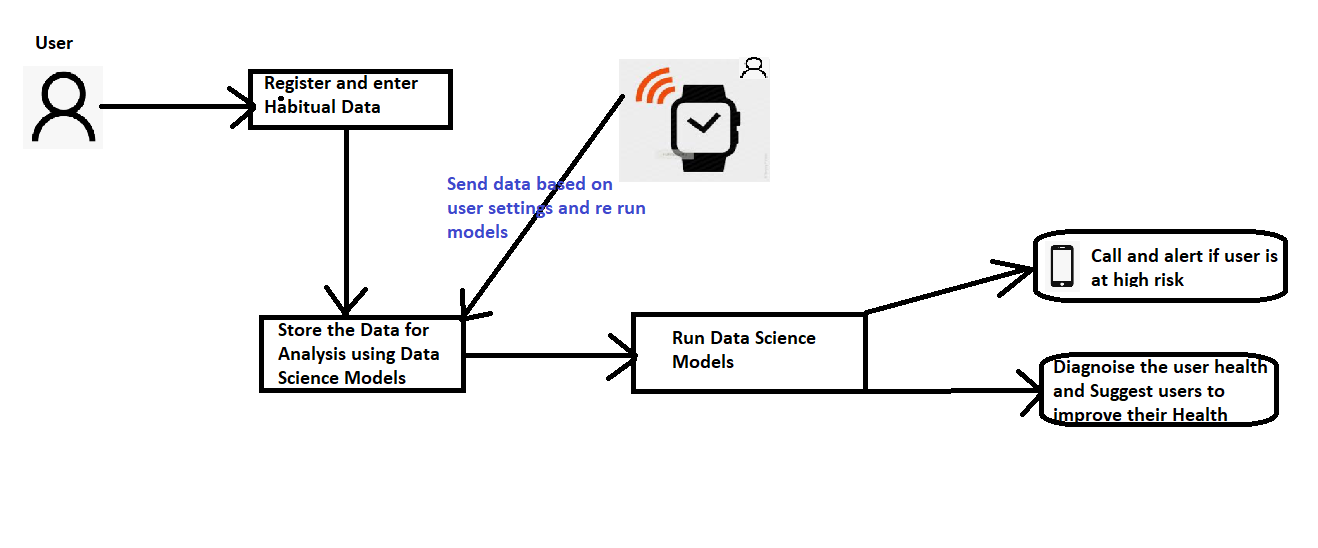 User
Register and enter
Habitual Data
Send data based on
user settings and re run
models
Store the Data for
Analysis using Data
Science Models
Run Data Science
Models
Call and alert if user is
at high risk
Diagnoise the user health
and Suggest users to
improve their Health